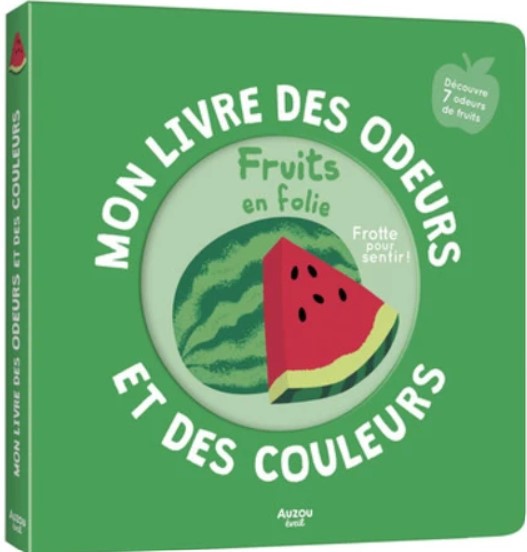 MON LIVRE DES ODEURS ET DES COULEURS
Découvre
7 odeurs
de fruits
MON LIVRE DES ODEURS
Fruits
en folie
Frotte
pour
sentir!
ET DES COULEURS
AUZOU
éveil